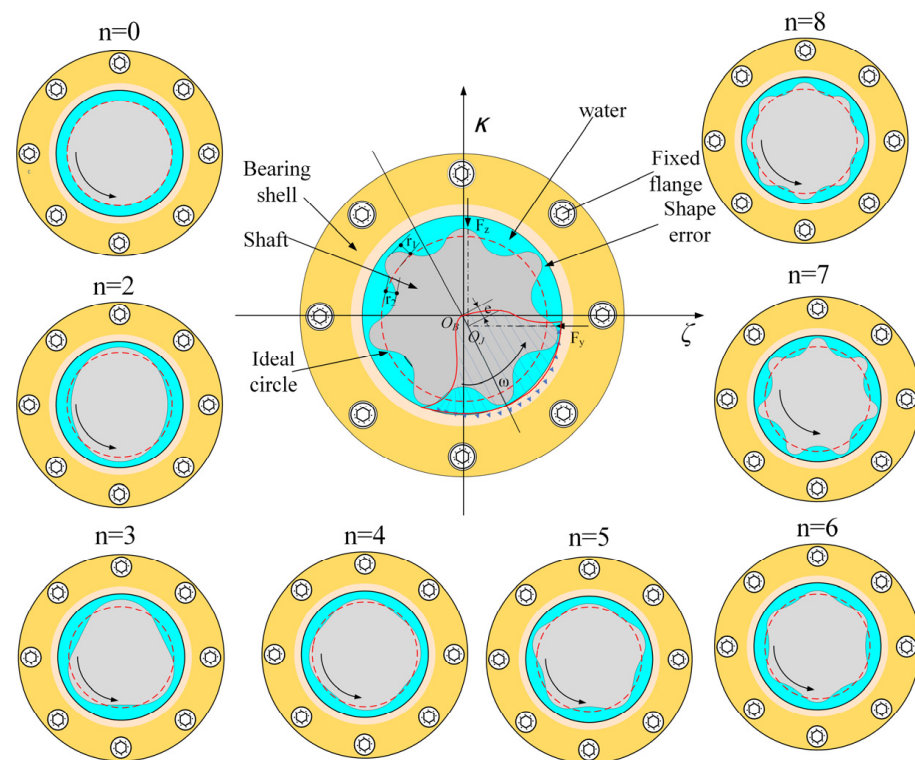 n=0
n=8
κ
water
Bearing
shell
Fixed
flange
Shape
error
Shaft
F_z
r_1
r_2
n=2
n=7
e
O_B
O_J
F_y
ζ
Ideal
circle
ω
n=3
n=4
n=5
n=6